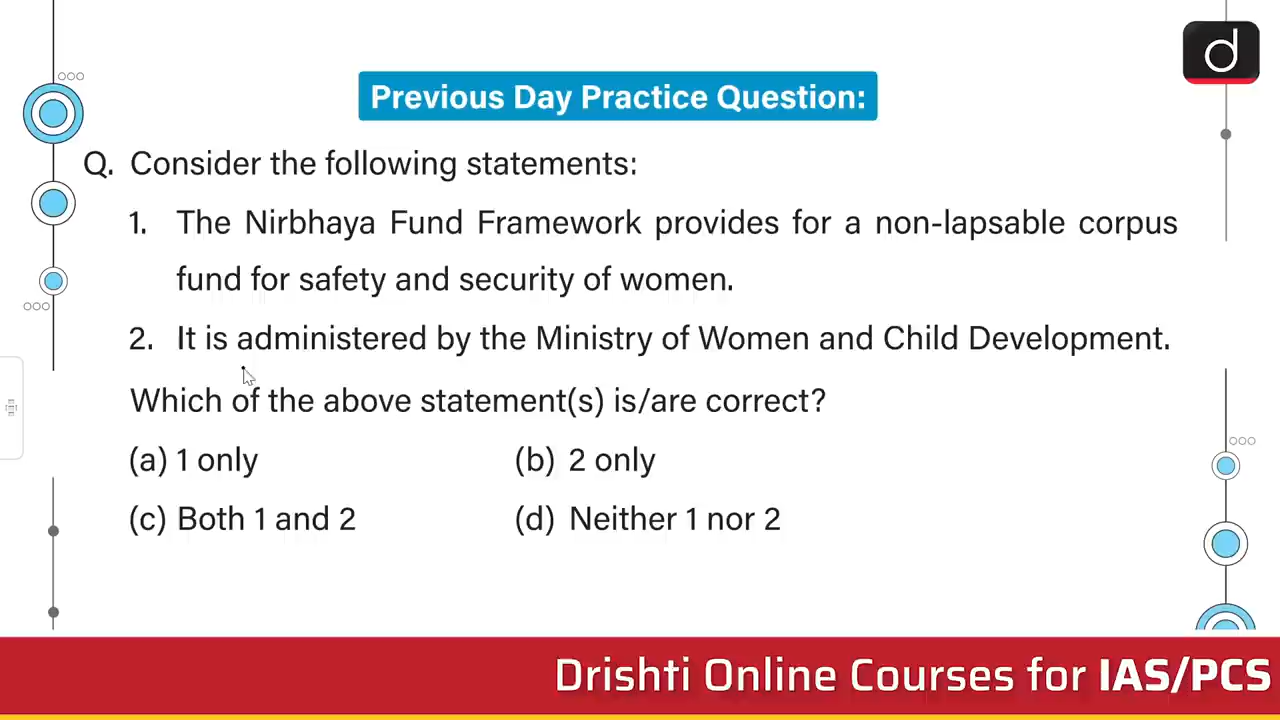 d
Previous Day Practice Question:
Q. Consider the following statements:
1. The Nirbhaya Fund Framework provides for a non-lapsable corpus
fund for safety and security of women.
2. It is administered by the Ministry of Women and Child Development.
Which of the above statement(s) is/are correct?
(a) 1 only (b) 2 only
(c) Both 1 and 2 (d) Neither 1 nor 2
Drishti Online Courses for IAS/PCS